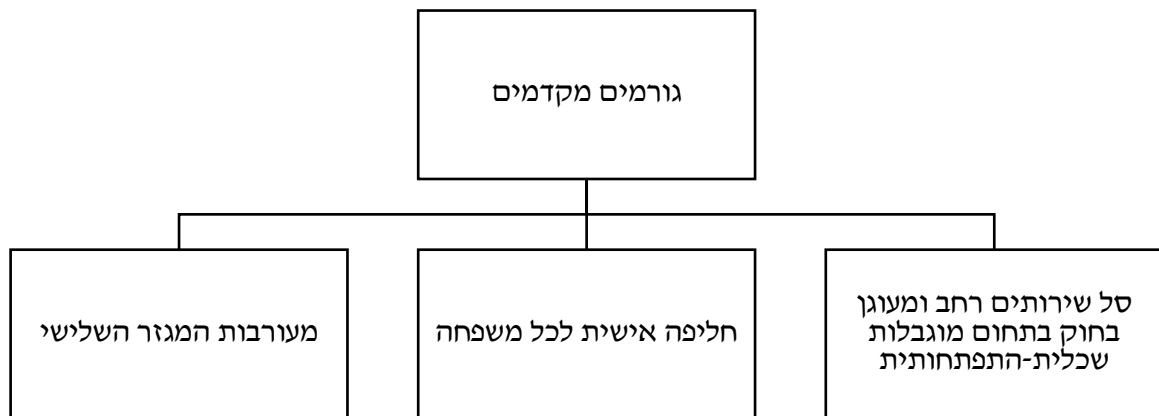 גורמים מקדמים
סל שירותים רחב ומעוגן
בחוק בתחום מוגבלות
שכלית-התפתחותית
חליפה אישית לכל משפחה
מעורבות המגזר השלישי